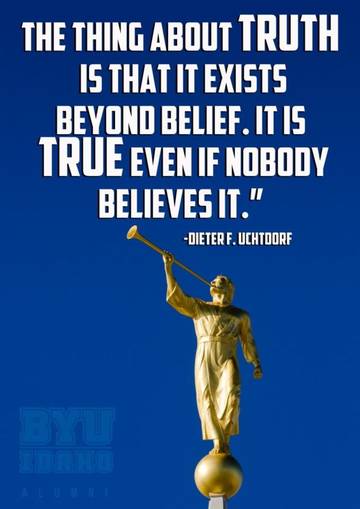 THE THING ABOUT TRUTH
IS THAT IT EXISTS
BEYOND BELIEF. IT IS
TRUE EVEN IF NOBODY
BELIEVES IT."
-DIETER F. UCHTDORF
BYU
IDAHO
ALUMNI